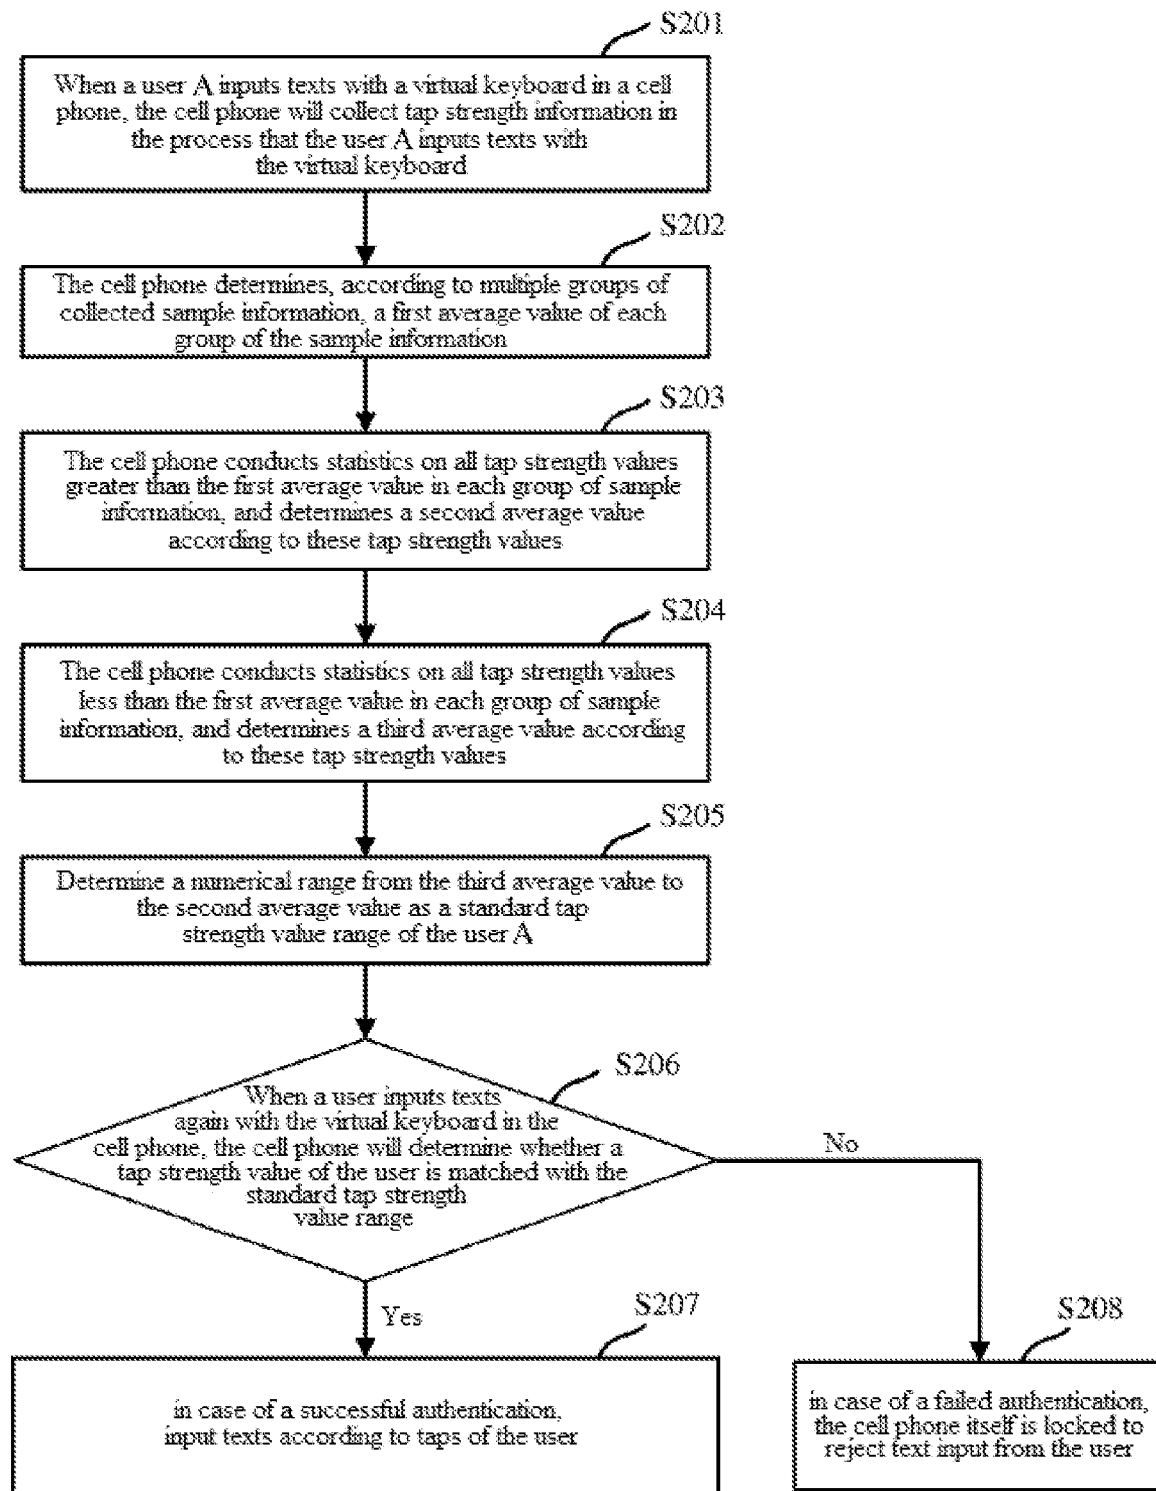 S201
When a user A inputs texts with a virtual keyboard in a cell
phone, the cell phone will collect tap strength information in
the process that the user A inputs texts with
the virtual keyboard
S202
The cell phone determines, according to multiple groups of
collected sample information, a first average value of each
group of the sample information
S203
The cell phone conducts statistics on all tap strength values
greater than the first average value in each group of sample
information, and determines a second average value
according to these tap strength values
S204
The cell phone conducts statistics on all tap strength values
less than the first average value in each group of sample
information, and determines a third average value according
to these tap strength values
S205
Determine a numerical range from the third average value to
the second average value as a standard tap
strength value range of the user A
S206
When a user inputs texts
again with the virtual keyboard in the
cell phone, the cell phone will determine whether a
tap strength value of the user is matched with the
standard tap strength
value range
No
Yes
S207
in case of a successful authentication,
input texts according to taps of the user
S208
in case of a failed authentication,
the cell phone itself is locked to
reject text input from the user